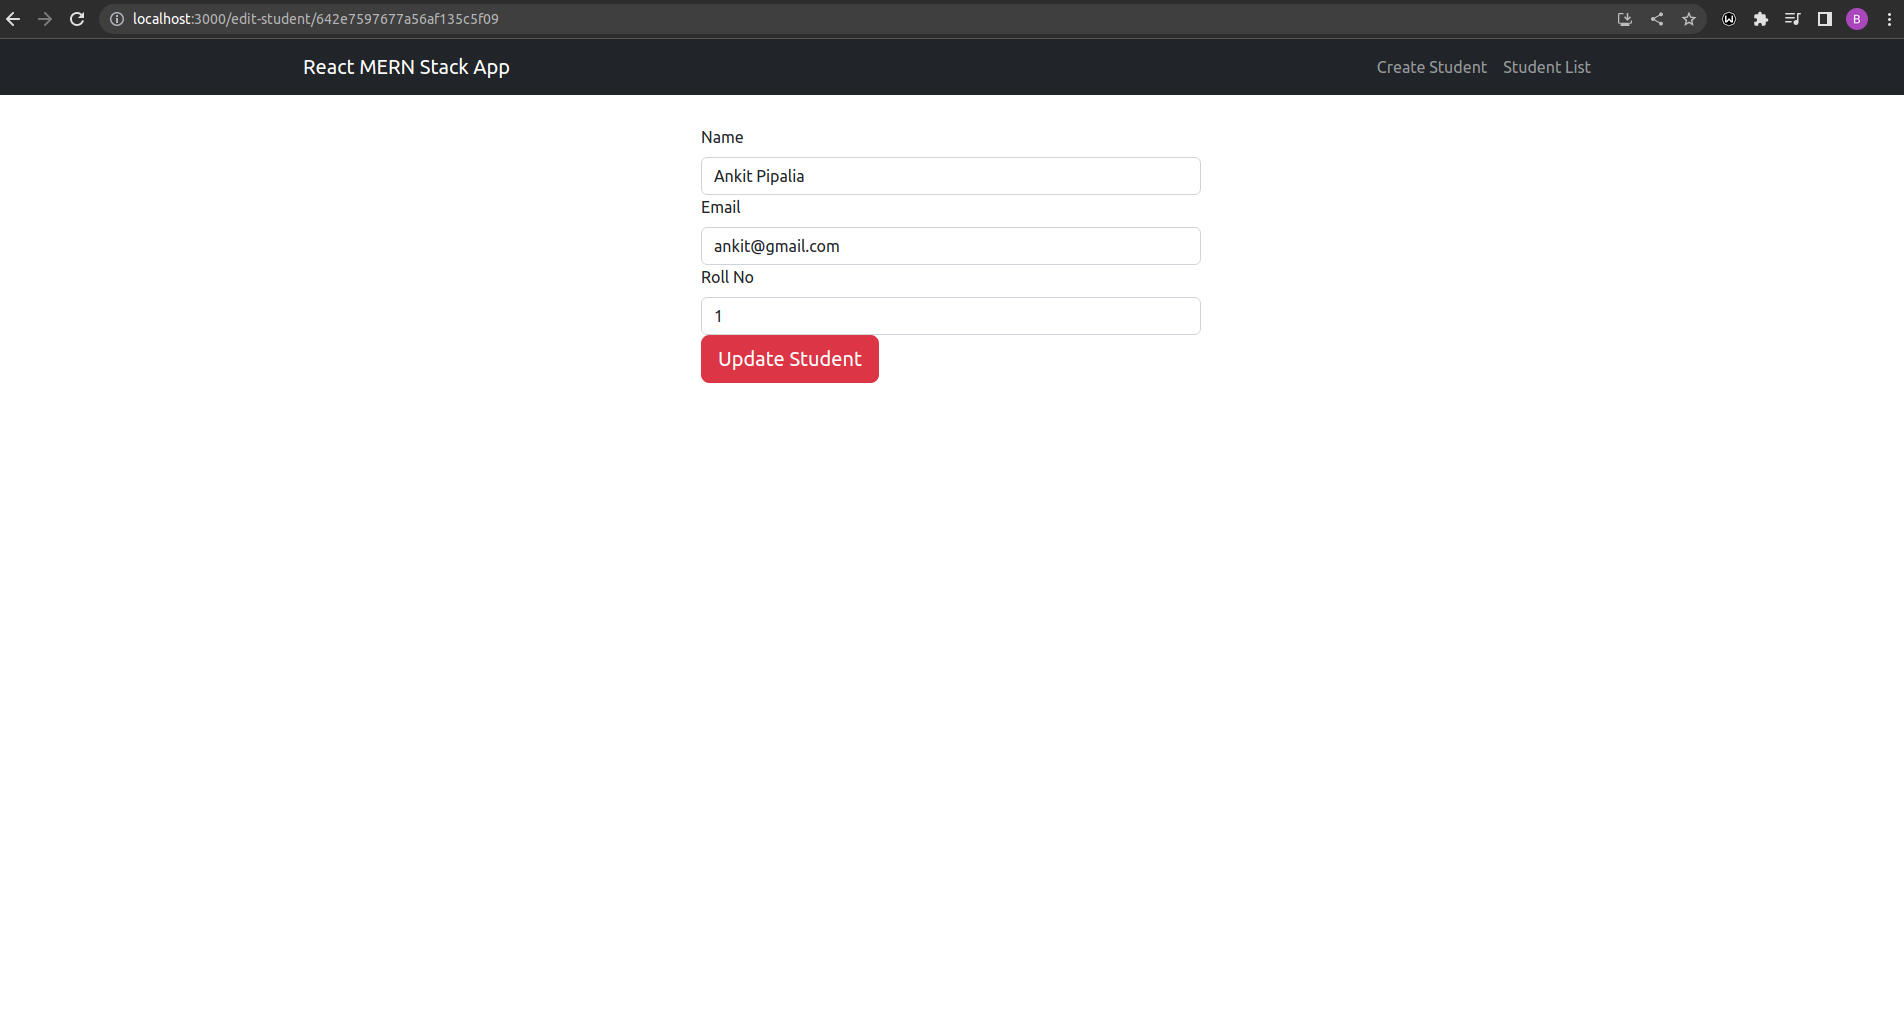 localhost:3000/edit-student/642e7597677a56af135c5f09
B
React MERN Stack App
Create Student
Student List
Name
Ankit Pipalia
Email
ankit@gmail.com
Roll No
1
Update Student